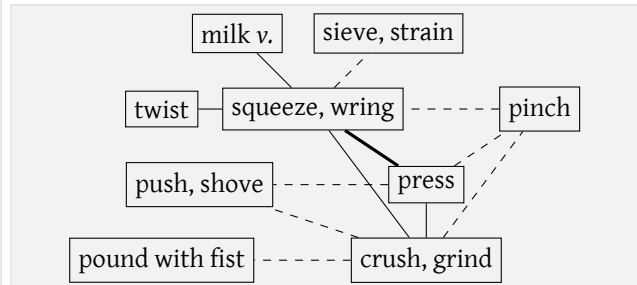 milk v.
sieve, strain
twist
squeeze, wring
pinch
push, shove
press
pound with fist
crush, grind